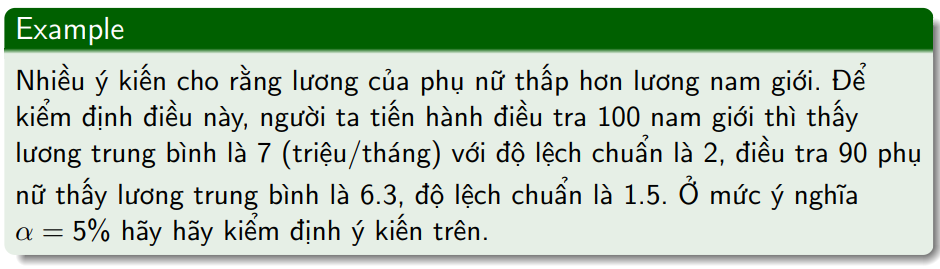 Example
Nhiều ý kiến cho rằng lương của phụ nữ thấp hơn lương nam giới. Để
kiểm định điều này, người ta tiến hành điều tra 100 nam giới thì thấy
lương trung bình là 7 (triệu/tháng) với độ lệch chuẩn là 2, điều tra 90 phụ
nữ thấy lương trung bình là 6.3, độ lệch chuẩn là 1.5. Ở mức ý nghĩa
α = 5% hãy hãy kiểm định ý kiến trên.